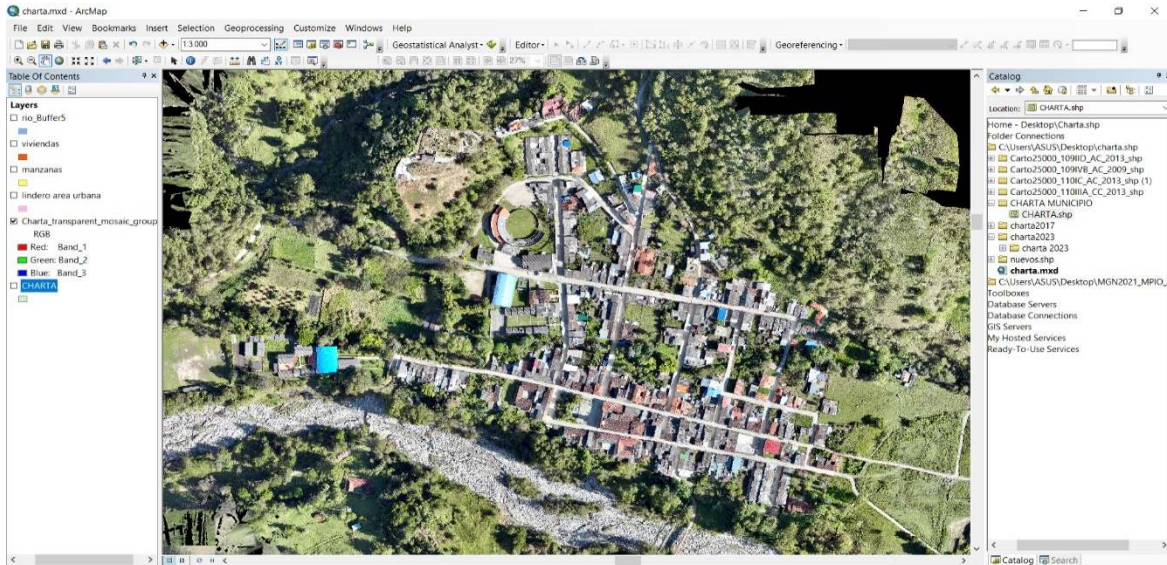 charta.mxd - ArcMap
File Edit View Bookmarks Insert Selection Geoprocessing Customize Windows Help
1:3.000 Geostatistical Analyst Editor Georeferencing
27%
Table Of Contents
Layers
rio_Buffer5
viviendas
manzanas
lindero area urbana
Charta_transparent_mosaic_group
RGB
Red: Band_1
Green: Band_2
Blue: Band_3
CHARTA
Catalog
Location: CHARTA.shp
Home - Desktop\Charta.shp
Folder Connections
C:\Users\ASUS\Desktop\charta.shp
Carto25000_109IID_AC_2013_shp
Carto25000_109IVB_AC_2009_shp
Carto25000_110IC_AC_2013_shp (1)
Carto25000_110IIIA_CC_2013_shp
CHARTA MUNICIPIO
CHARTA.shp
charta2017
charta2023
charta 2023
nuevos.shp
charta.mxd
C:\Users\ASUS\Desktop\MGN2021_MPIO_
Toolboxes
Database Servers
Database Connections
GIS Servers
My Hosted Services
Ready-To-Use Services
Catalog Search